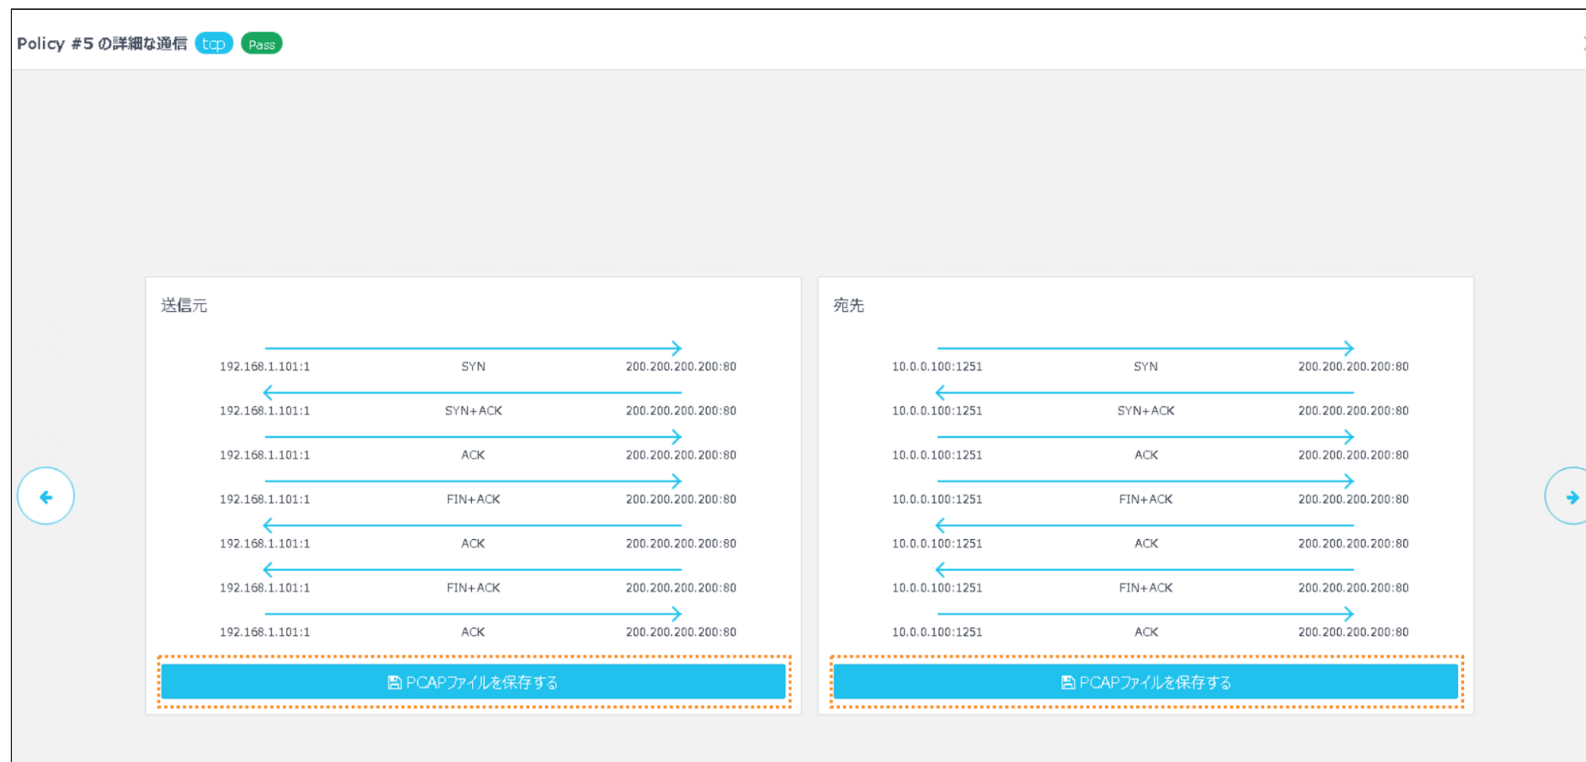 Policy #5 の詳細な通信 tcp Pass
送信元
192.168.1.101:1 SYN 200.200.200.200:80
192.168.1.101:1 SYN+ACK 200.200.200.200:80
192.168.1.101:1 ACK 200.200.200.200:80
192.168.1.101:1 FIN+ACK 200.200.200.200:80
192.168.1.101:1 ACK 200.200.200.200:80
192.168.1.101:1 FIN+ACK 200.200.200.200:80
192.168.1.101:1 ACK 200.200.200.200:80
PCAPファイルを保存する
宛先
10.0.0.100:1251 SYN 200.200.200.200:80
10.0.0.100:1251 SYN+ACK 200.200.200.200:80
10.0.0.100:1251 ACK 200.200.200.200:80
10.0.0.100:1251 FIN+ACK 200.200.200.200:80
10.0.0.100:1251 ACK 200.200.200.200:80
10.0.0.100:1251 FIN+ACK 200.200.200.200:80
10.0.0.100:1251 ACK 200.200.200.200:80
PCAPファイルを保存する